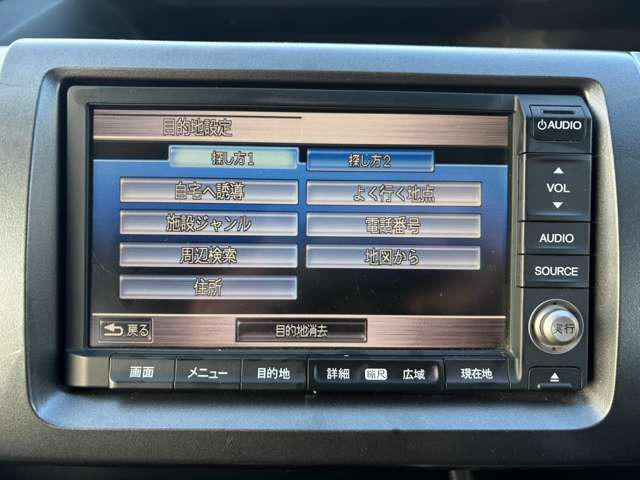 目的地設定
探し方1 探し方2
自宅へ誘導 よく行く地点
施設ジャンル 電話番号
周辺検索 地図から
住所
戻る 目的地消去
AUDIO
VOL
AUDIO
SOURCE
実行
画面 メニュー 目的地 詳細 縮尺 広域 現在地